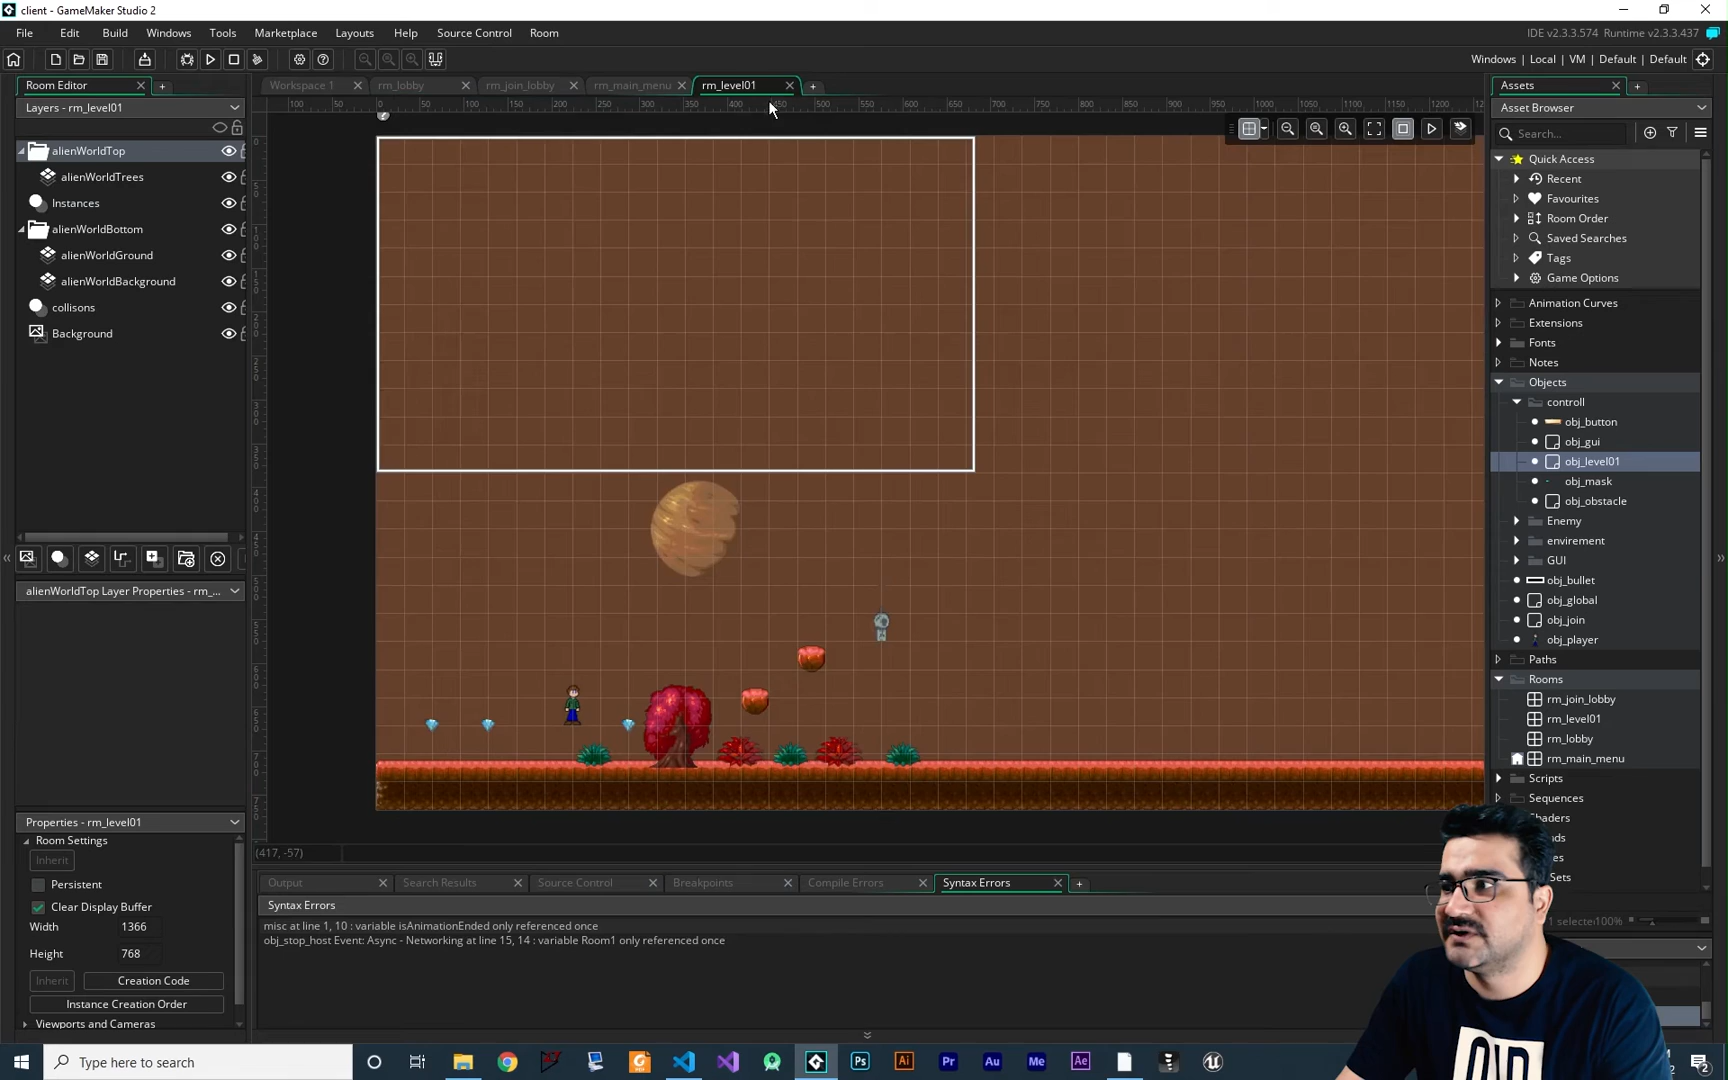 client - GameMaker Studio 2
File Edit Build Windows Tools Help Marketplace Layouts Source Control Room
IDE v2.3.3.574 Runtime v2.3.3.437
Windows | Local | VM | Default | Default
Room Editor
Workspace 1
rm_lobby
rm_join_lobby
rm_main_menu
rm_level01
Assets
Layers - rm_level01
Asset Browser
Search...
alienWorldTop
alienWorldTrees
Instances
alienWorldBottom
alienWorldGround
alienWorldBackground
collisons
Background
Quick Access
Recent
Favourites
Room Order
Saved Searches
Tags
Game Options
Animation Curves
Extensions
Fonts
Notes
Objects
controll
obj_button
obj_gui
obj_level01
obj_mask
obj_obstacle
Enemy
envirement
GUI
obj_bullet
obj_global
obj_join
obj_player
Paths
Rooms
rm_join_lobby
rm_level01
rm_lobby
rm_main_menu
Scripts
Sequences
alienWorldTop Layer Properties - rm_...
Properties - rm_level01
Room Settings
Inherit
Persistent
Clear Display Buffer
Width 1366
Height 768
Inherit Creation Code
Instance Creation Order
Viewports and Cameras
(417, -57)
Output
Search Results
Source Control
Breakpoints
Compile Errors
Syntax Errors
Syntax Errors
misc at line 1, 10 : variable isAnimationEnded only referenced once
obj_stop_host Event: Async - Networking at line 15, 14 : variable Room1 only referenced once
100%
Type here to search